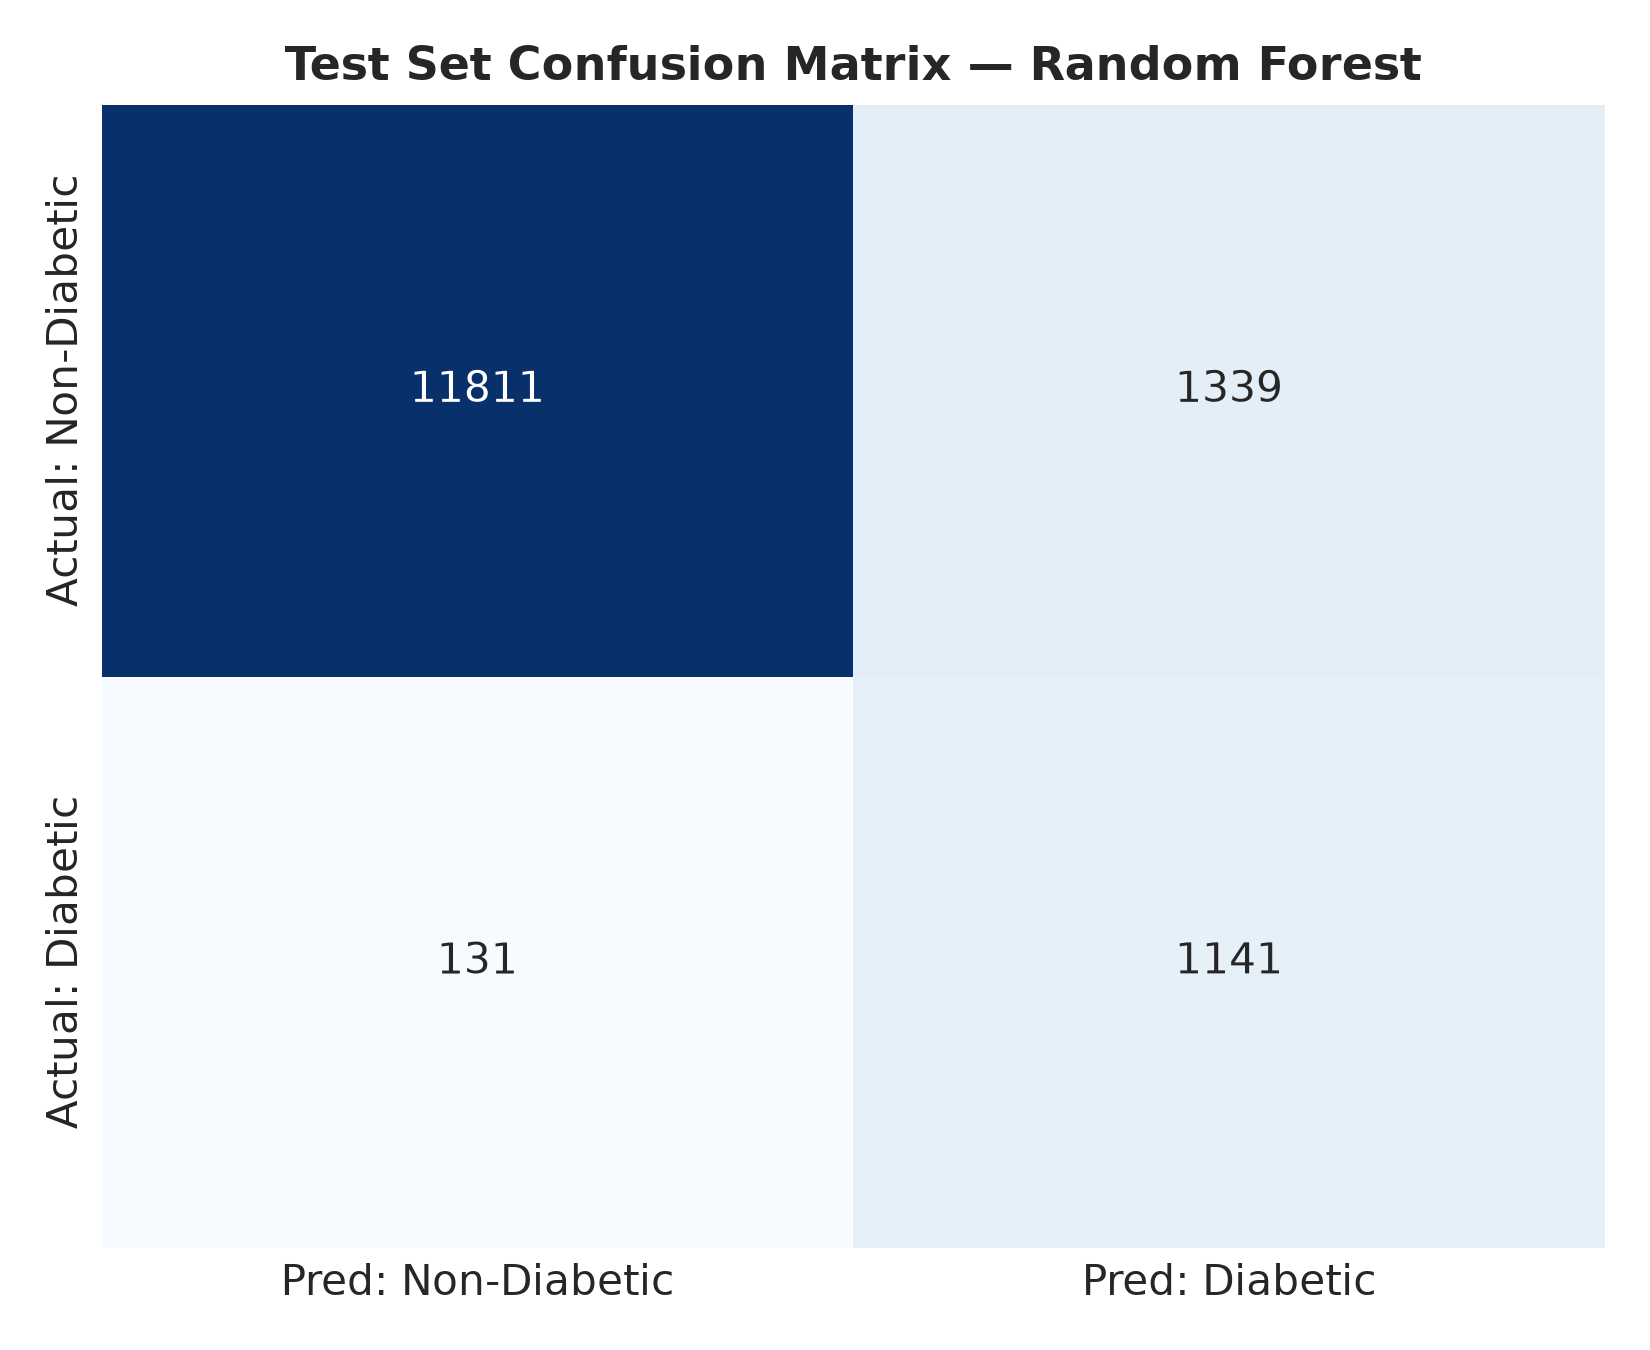 Test Set Confusion Matrix — Random Forest
Actual: Non-Diabetic
11811
1339
Actual: Diabetic
131
1141
Pred: Non-Diabetic
Pred: Diabetic